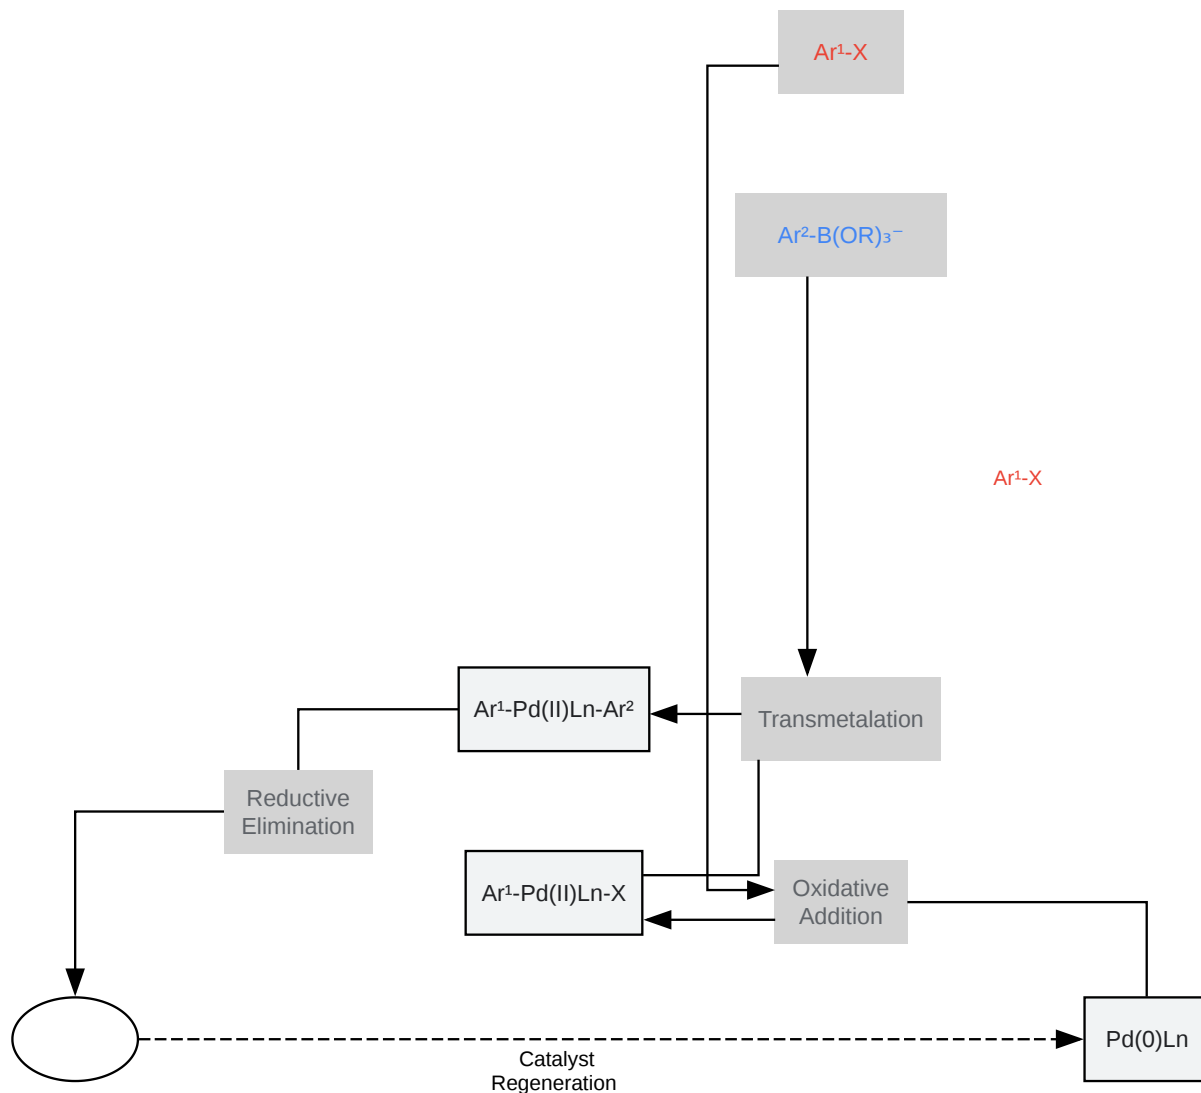 Ar¹-X
Ar²-B(OR)₃⁻
Ar¹-X
Ar¹-Pd(II)Ln-Ar²
Transmetalation
Reductive
Elimination
Ar¹-Pd(II)Ln-X
Oxidative
Addition
Pd(0)Ln
Catalyst
Regeneration